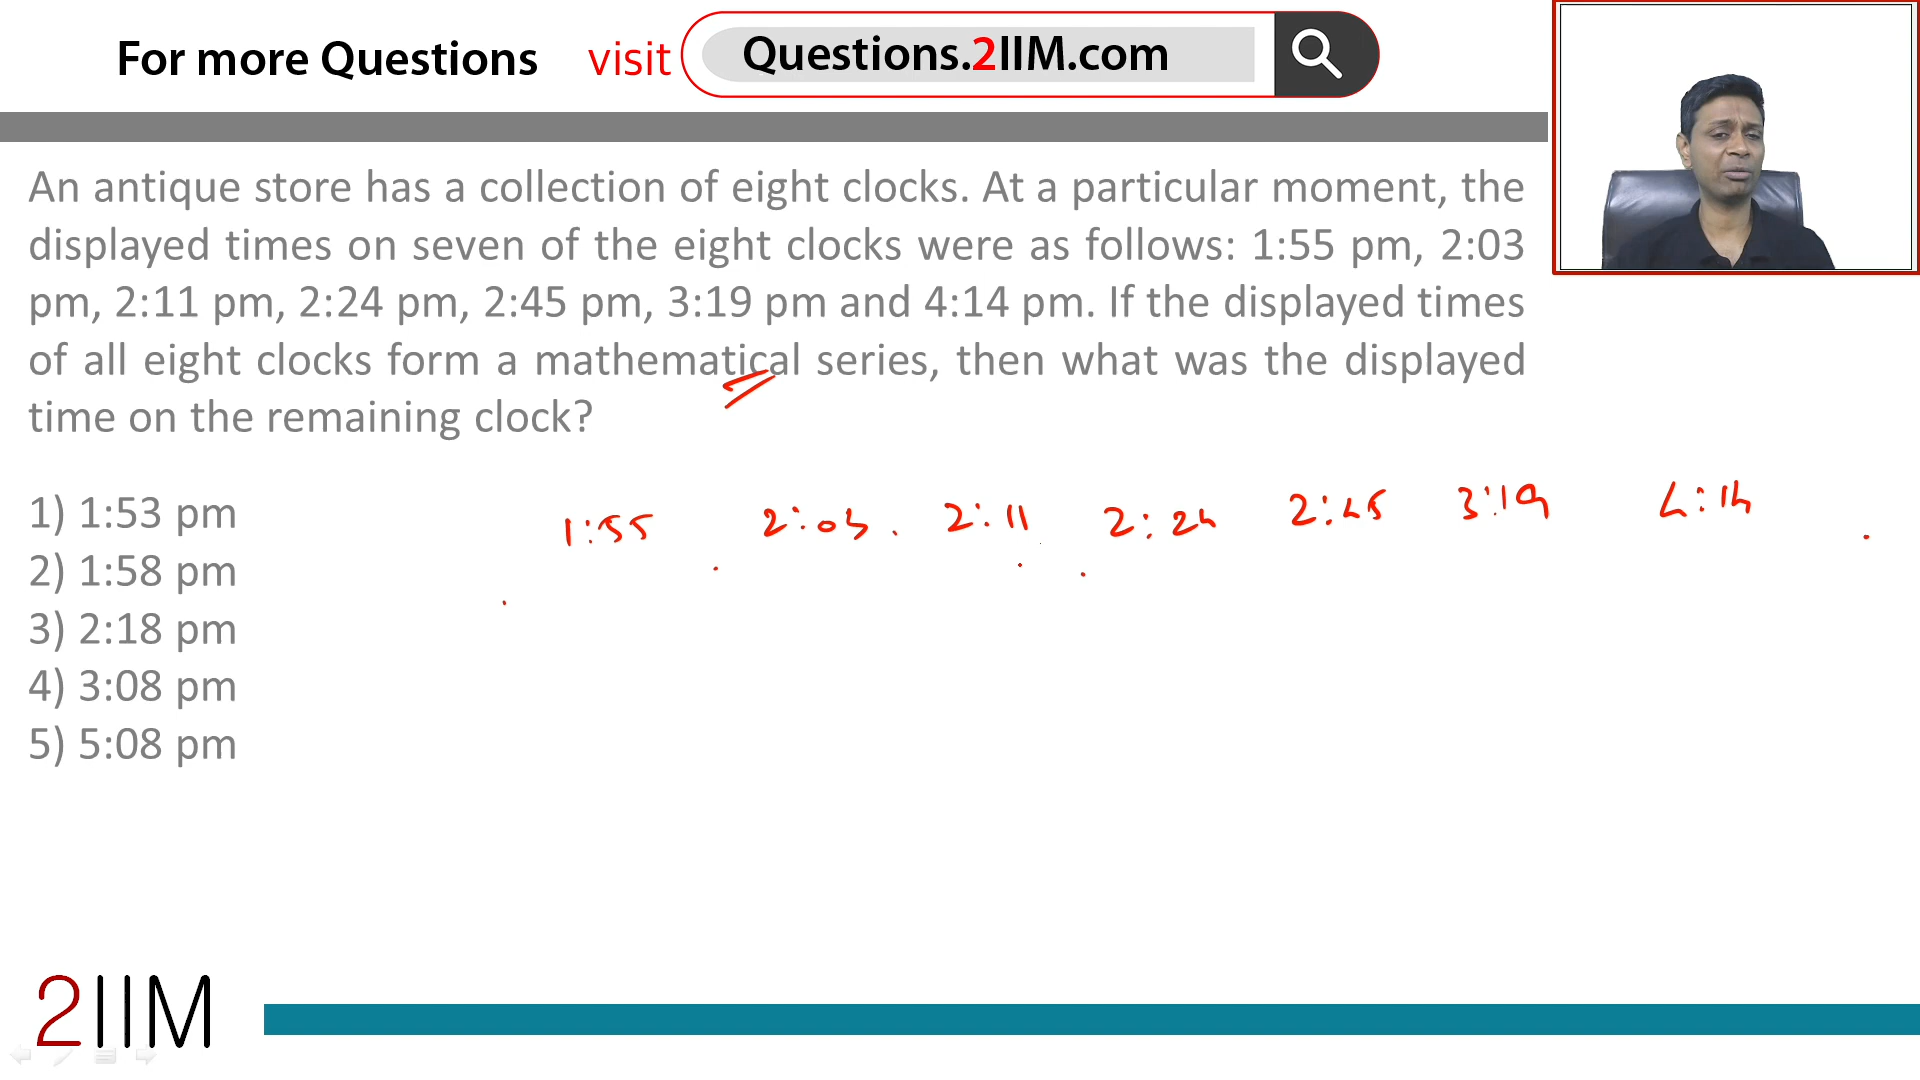 For more Questions visit Questions.2IIM.com
An antique store has a collection of eight clocks. At a particular moment, the
displayed times on seven of the eight clocks were as follows: 1:55 pm, 2:03
pm, 2:11 pm, 2:24 pm, 2:45 pm, 3:19 pm and 4:14 pm. If the displayed times
of all eight clocks form a mathematical series, then what was the displayed
time on the remaining clock?
1) 1:53 pm
2) 1:58 pm
3) 2:18 pm
4) 3:08 pm
5) 5:08 pm
1:55 2:03 . 2:11 2:24 2:45 3:19 4:14
2IIM